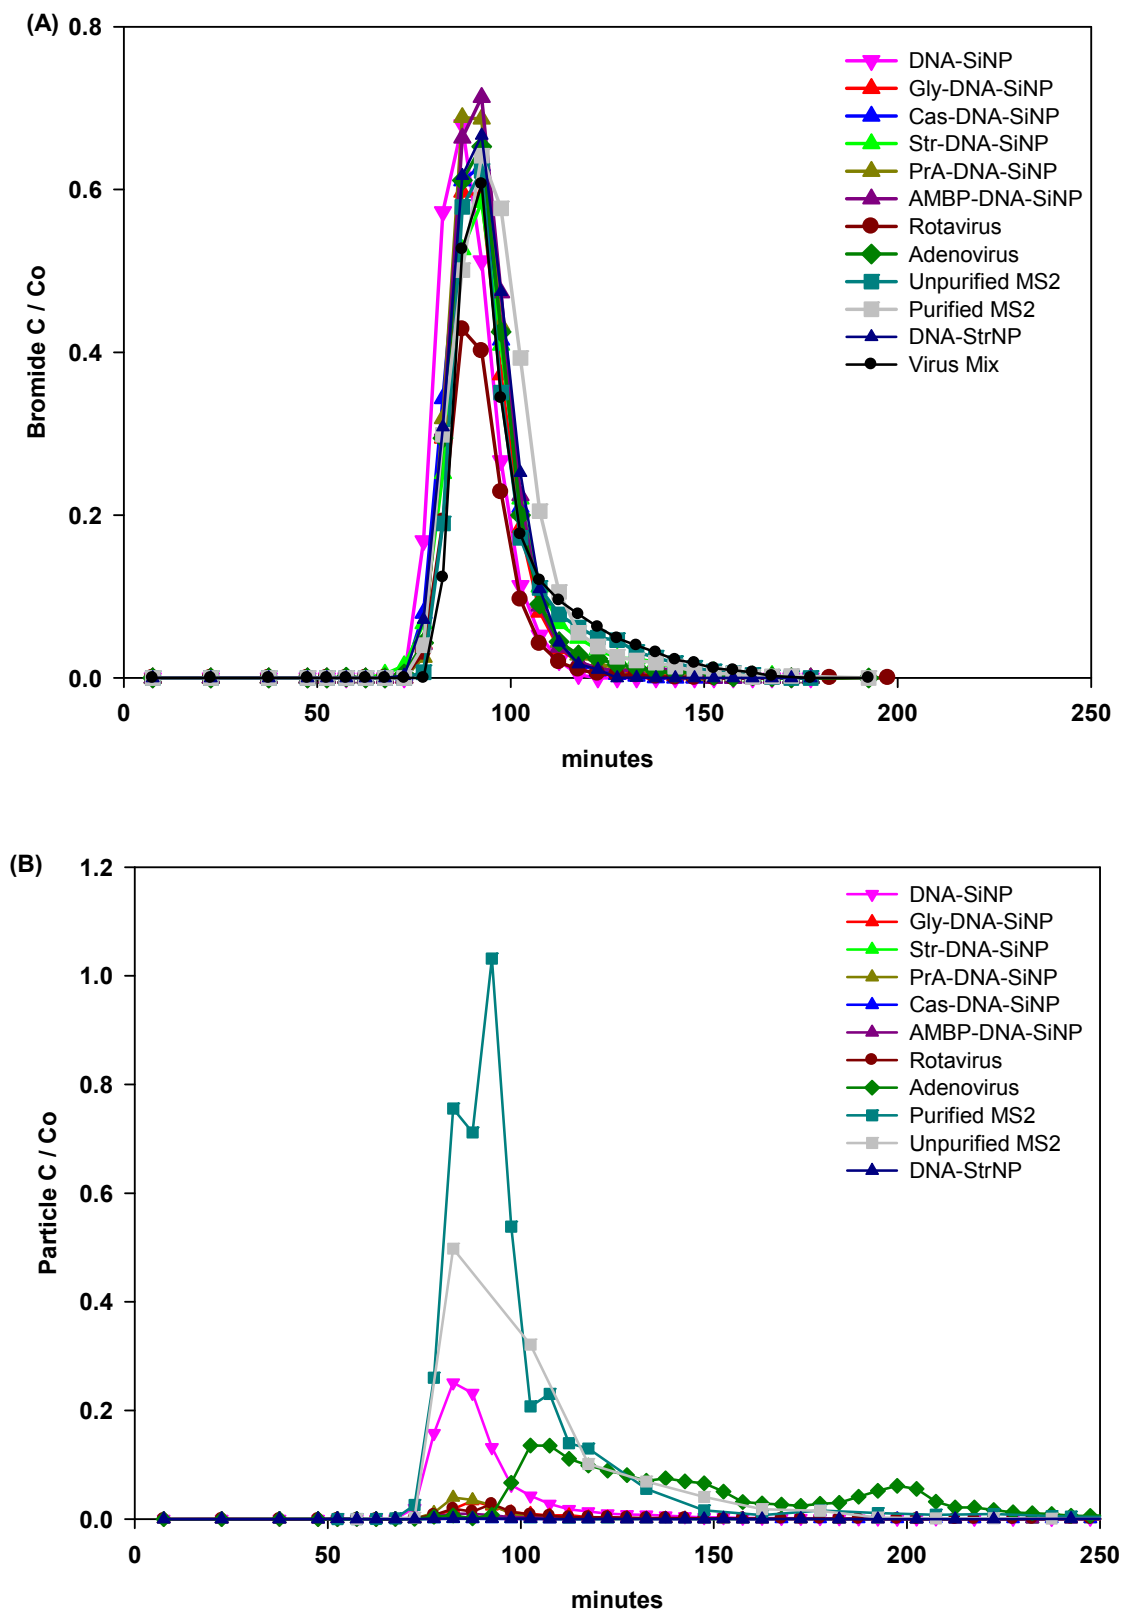 (A)
0.8
0.6
0.4
0.2
0.0
Bromide C / Co
DNA-SiNP
Gly-DNA-SiNP
Cas-DNA-SiNP
Str-DNA-SiNP
PrA-DNA-SiNP
AMBP-DNA-SiNP
Rotavirus
Adenovirus
Unpurified MS2
Purified MS2
DNA-StrNP
Virus Mix
0 50 100 150 200 250
minutes
(B)
1.2
1.0
0.8
0.6
0.4
0.2
0.0
Particle C / Co
DNA-SiNP
Gly-DNA-SiNP
Str-DNA-SiNP
PrA-DNA-SiNP
Cas-DNA-SiNP
AMBP-DNA-SiNP
Rotavirus
Adenovirus
Purified MS2
Unpurified MS2
DNA-StrNP
0 50 100 150 200 250
minutes